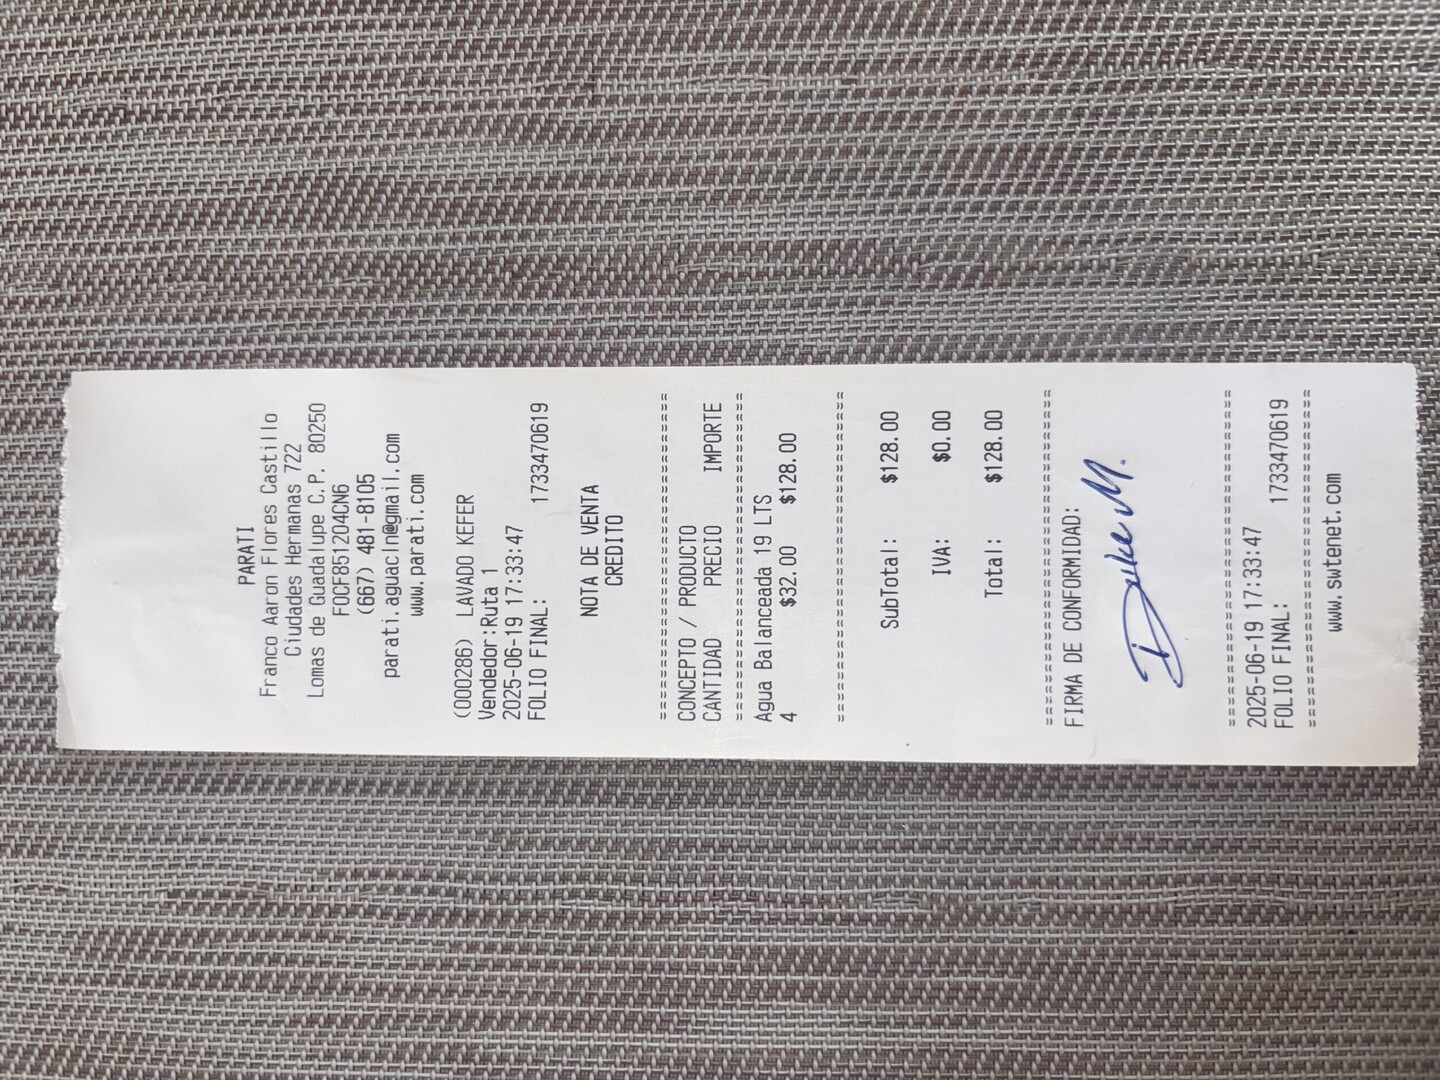 PARATI
Franco Aaron Flores Castillo
Ciudades Hermanas 722
Lomas de Guadalupe C.P. 80250
FOCF851204CN6
(667) 481-8105
parati.aguacln@gmail.com
www.parati.com
(000286) LAVADO KEFER
Vendedor:Ruta 1
2025-06-19 17:33:47
FOLIO FINAL: 1733470619
NOTA DE VENTA
CREDITO
================================
CONCEPTO / PRODUCTO
CANTIDAD PRECIO IMPORTE
================================
Agua Balanceada 19 LTS
4 $32.00 $128.00
================================
SubTotal: $128.00
IVA: $0.00
Total: $128.00
================================
FIRMA DE CONFORMIDAD:
================================
2025-06-19 17:33:47
FOLIO FINAL: 1733470619
================================
www.swtenet.com